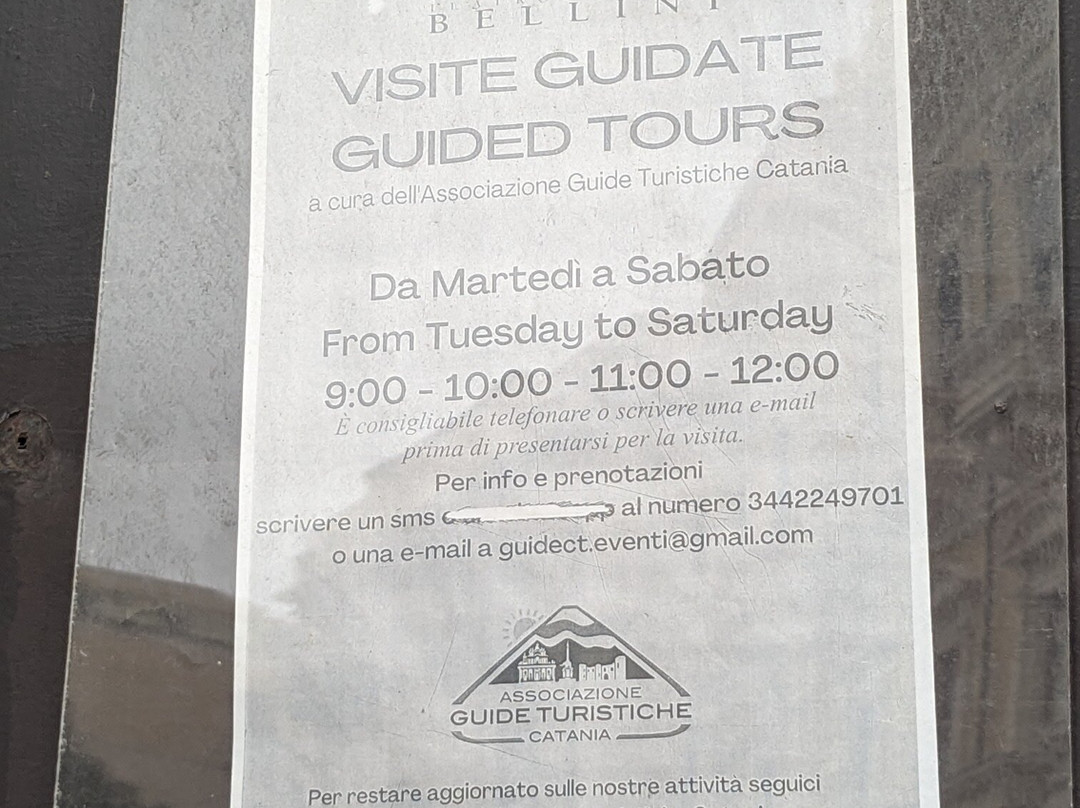 BELLINI
VISITE GUIDATE
GUIDED TOURS
a cura dell'Associazione Guide Turistiche Catania
Da Martedì a Sabato
From Tuesday to Saturday
9:00 - 10:00 - 11:00 - 12:00
È consigliabile telefonare o scrivere una e-mail
prima di presentarsi per la visita.
Per info e prenotazioni
scrivere un sms al numero 3442249701
o una e-mail a guidect.eventi@gmail.com
ASSOCIAZIONE
GUIDE TURISTICHE
CATANIA
Per restare aggiornato sulle nostre attività seguici